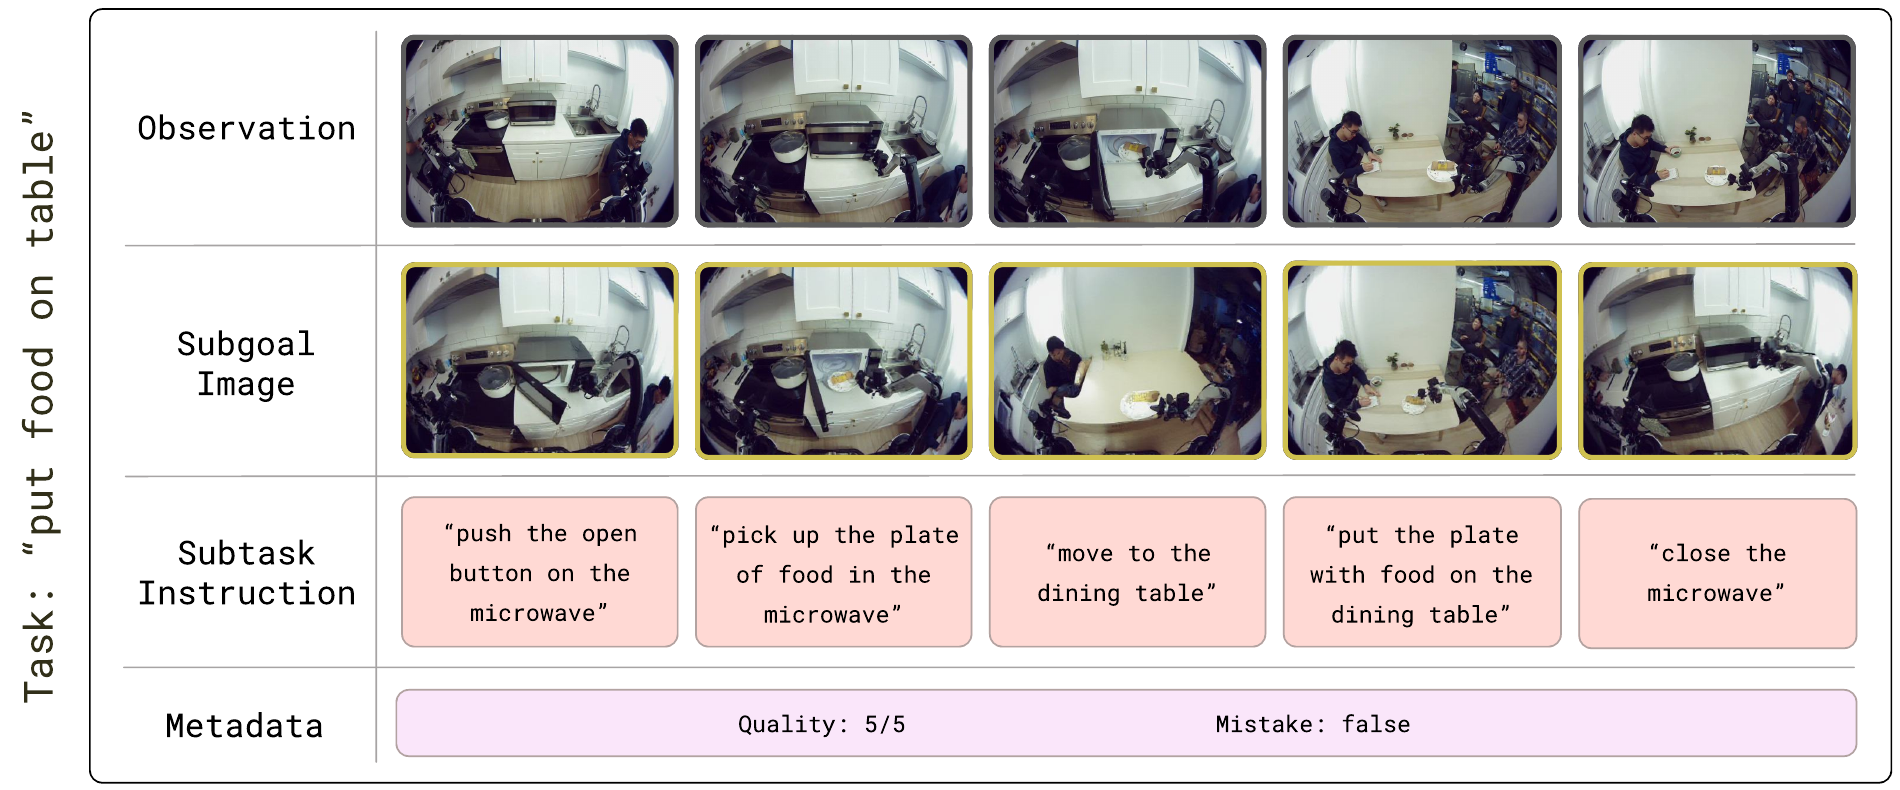 Task: “put food on table”
Observation
Subgoal
Image
Subtask
Instruction
“push the open
button on the
microwave”
“pick up the plate
of food in the
microwave”
“move to the
dining table”
“put the plate
with food on the
dining table”
“close the
microwave”
Metadata
Quality: 5/5
Mistake: false